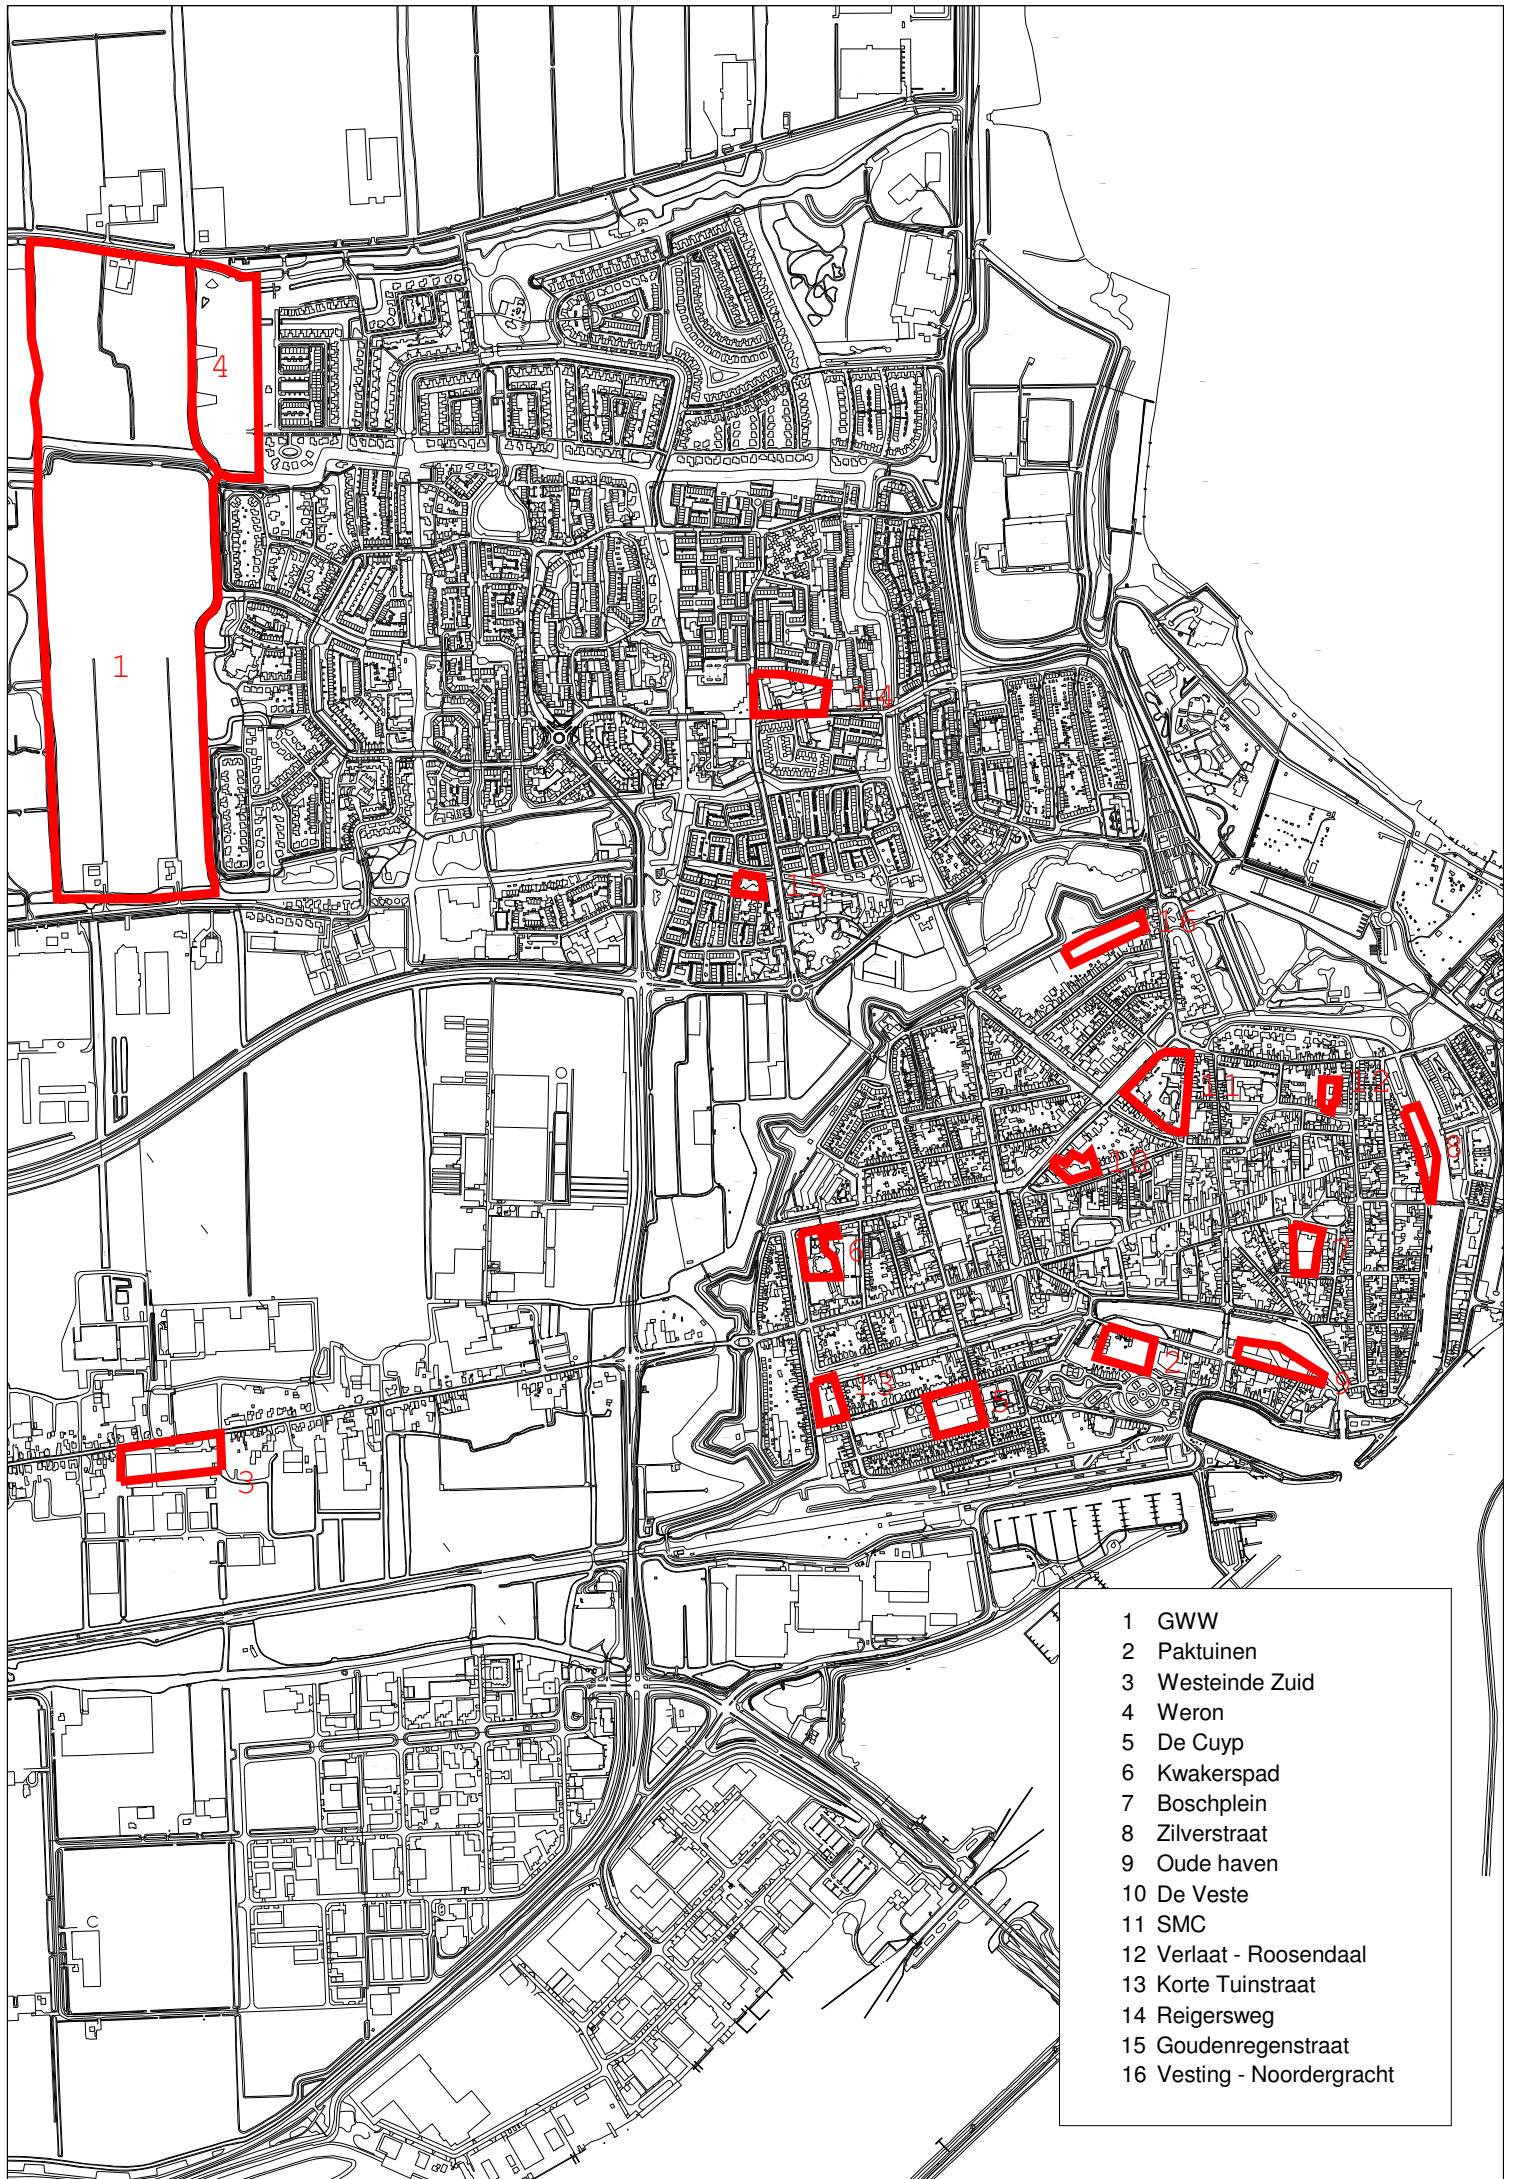 4
1
14
15
16
11
12
8
10
6
7
2
9
13
5
3
1 GWW
2 Paktuinen
3 Westeinde Zuid
4 Weron
5 De Cuyp
6 Kwakerspad
7 Boschplein
8 Zilverstraat
9 Oude haven
10 De Veste
11 SMC
12 Verlaat - Roosendaal
13 Korte Tuinstraat
14 Reigersweg
15 Goudenregenstraat
16 Vesting - Noordergracht